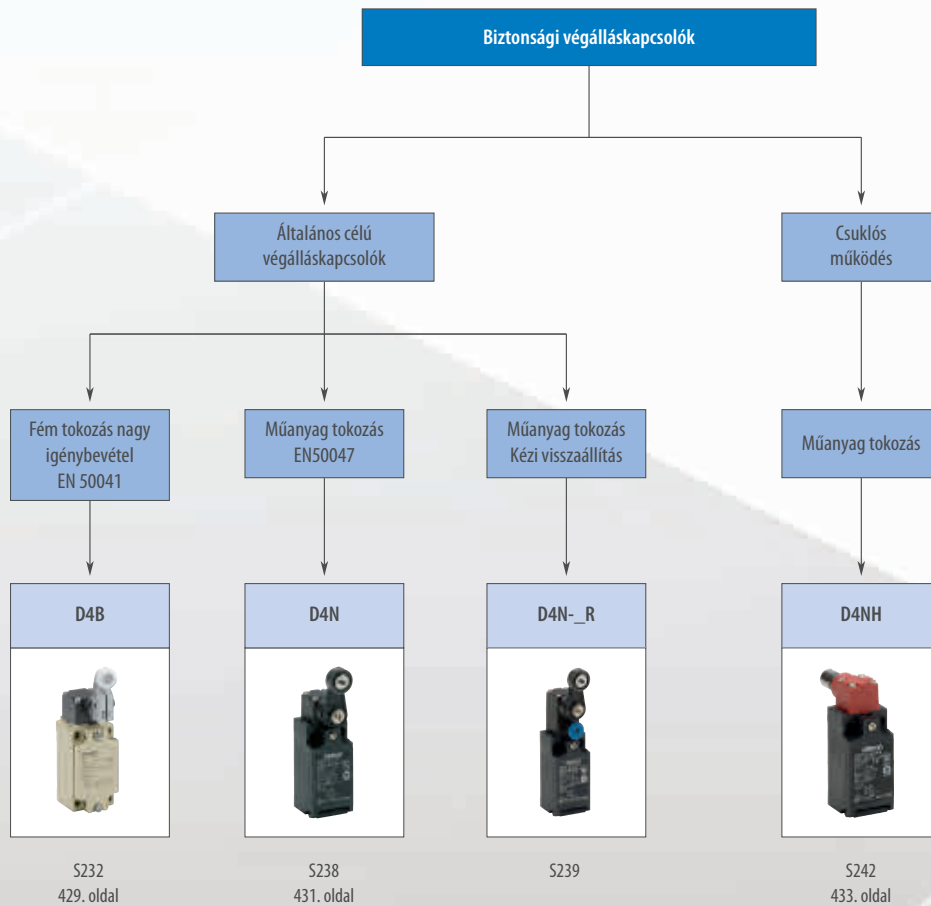 Biztonsági végálláskapcsolók
Általános célú
végálláskapcsolók
Csuklós
működés
Fém tokozás nagy
igénybevétel
EN 50041
Műanyag tokozás
EN50047
Műanyag tokozás
Kézi visszaállítás
Műanyag tokozás
D4B
D4N
D4N-_R
D4NH
S232
429. oldal
S238
431. oldal
S239
S242
433. oldal